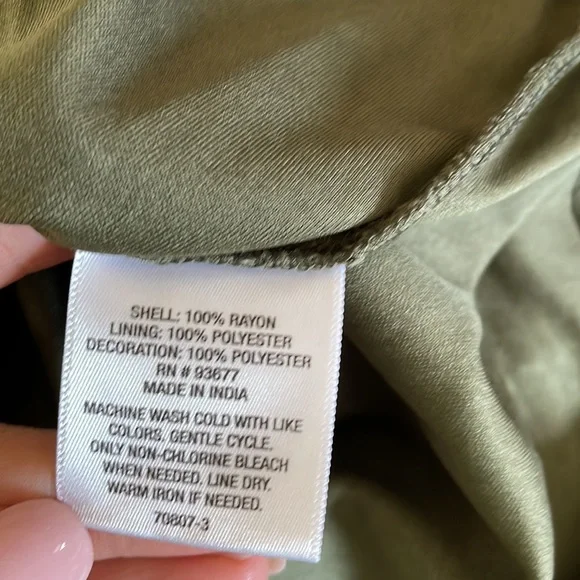 SHELL: 100% RAYON
LINING: 100% POLYESTER
DECORATION: 100% POLYESTER
RN # 93677
MADE IN INDIA
MACHINE WASH COLD WITH LIKE
COLORS. GENTLE CYCLE.
ONLY NON-CHLORINE BLEACH
WHEN NEEDED. LINE DRY.
WARM IRON IF NEEDED.
70807-3